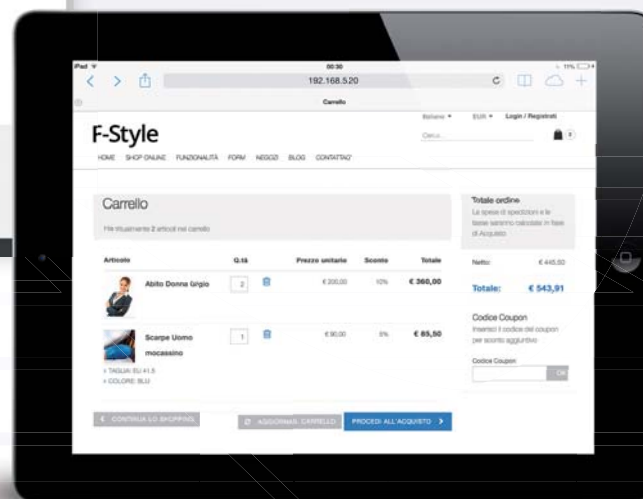 iPad
00:30
11%
192.168.5.20
Carrello
Italiano
EUR
Login / Registrati
F-Style
Cerca...
0
HOME
SHOP ONLINE
FUNZIONALITÀ
FORM
NEGOZI
BLOG
CONTATTACI
Carrello
Hai attualmente 2 articoli nel carrello
Articolo
Q.tà
Prezzo unitario
Sconto
Totale
Abito Donna Grigio
2
€ 200,00
10%
€ 360,00
Scarpe Uomo
mocassino
1
€ 90,00
5%
€ 85,50
TAGLIA: EU 41.5
COLORE: BLU
CONTINUA LO SHOPPING
AGGIORNA CARRELLO
PROCEDI ALL'ACQUISTO
Totale ordine
Le spese di spedizioni e le
tasse saranno calcolate in fase
di Acquisto
Netto:
€ 445,50
Totale:
€ 543,91
Codice Coupon
Inserisci il codice del coupon
per sconto aggiuntivo
Codice Coupon
OK